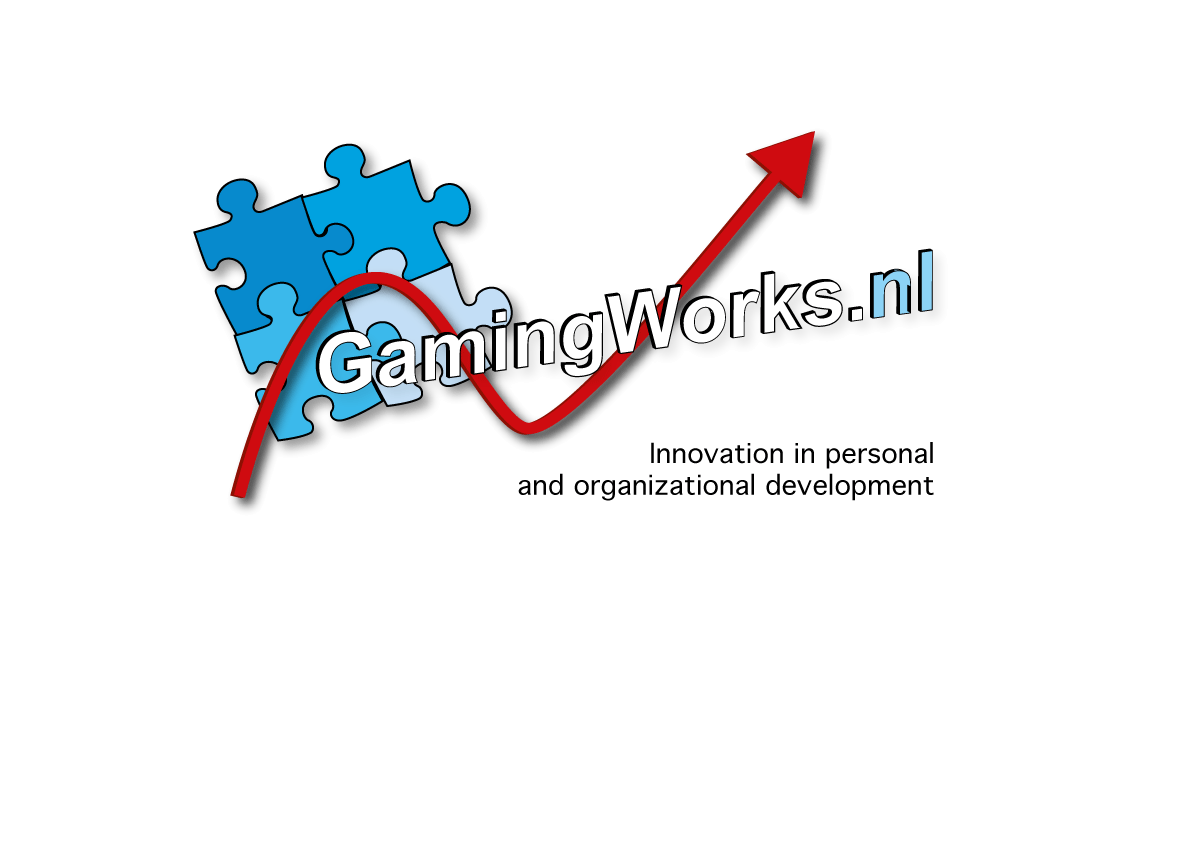 GamingWorks.nl
Innovation in personal
and organizational development